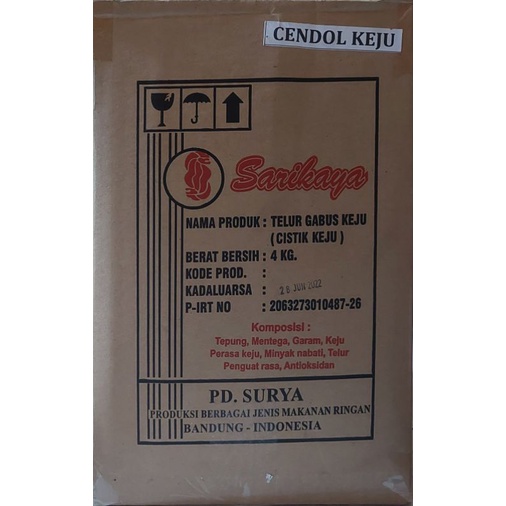 CENDOL KEJU
Sarikaya
NAMA PRODUK : TELUR GABUS KEJU
( CISTIK KEJU )
BERAT BERSIH : 4 KG.
KODE PROD. :
KADALUARSA : 28 JUN 2022
P-IRT NO : 2063273010487-26
Komposisi :
Tepung, Mentega, Garam, Keju
Perasa keju, Minyak nabati, Telur
Penguat rasa, Antioksidan
PD. SURYA
PRODUKSI BERBAGAI JENIS MAKANAN RINGAN
BANDUNG - INDONESIA